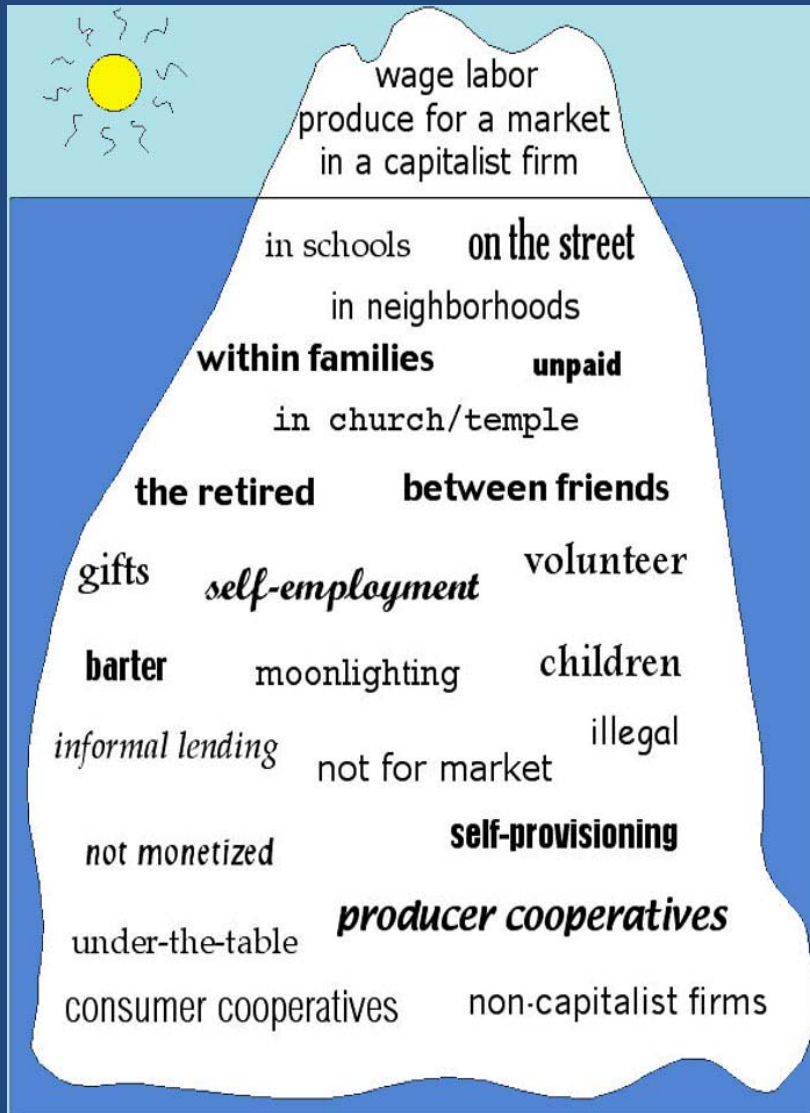 wage labor
produce for a market
in a capitalist firm
in schools on the street
in neighborhoods
within families unpaid
in church/temple
the retired between friends
gifts self-employment volunteer
barter moonlighting children
informal lending not for market illegal
not monetized self-provisioning
under-the-table producer cooperatives
consumer cooperatives non-capitalist firms